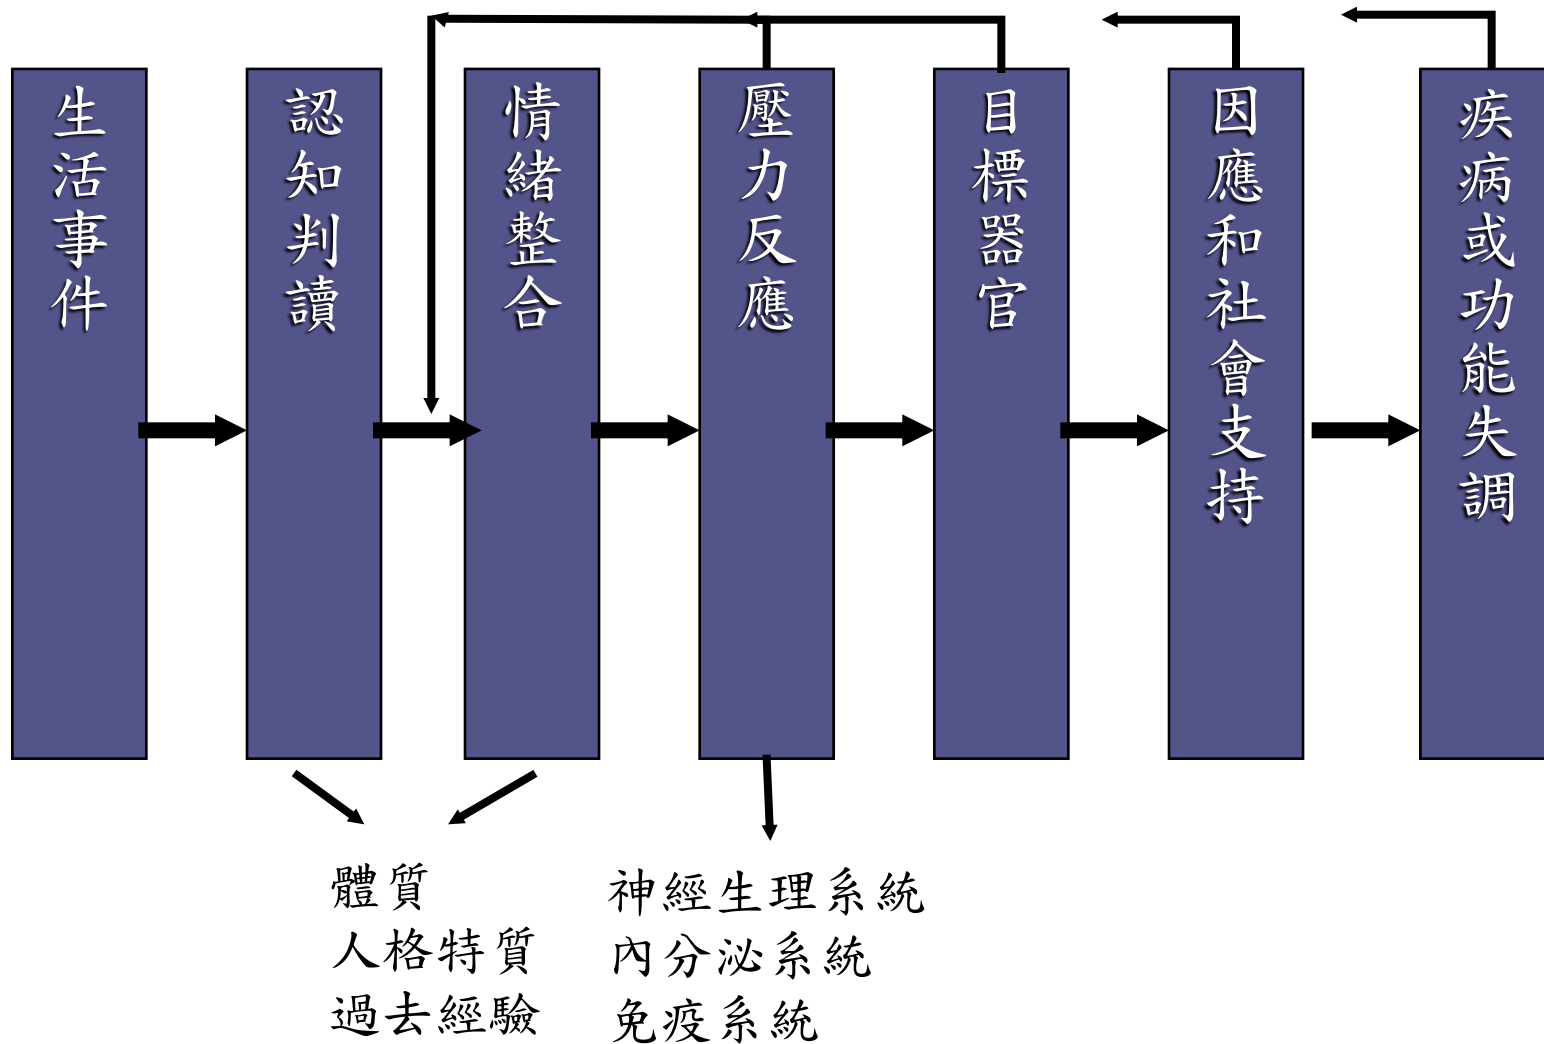 生活事件
認知判讀
情緒整合
壓力反應
目標器官
因應和社會支持
疾病或功能失調
體質
人格特質
過去經驗
神經生理系統
內分泌系統
免疫系統